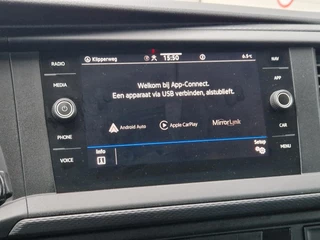 RADIO
Klipperweg
15:50
6.5°C
NAV
MEDIA
APP
Welkom bij App-Connect.
Een apparaat via USB verbinden, alstublieft.
Android Auto
Apple CarPlay
MirrorLink
PHONE
CAR
VOICE
Info
Setup
MENU